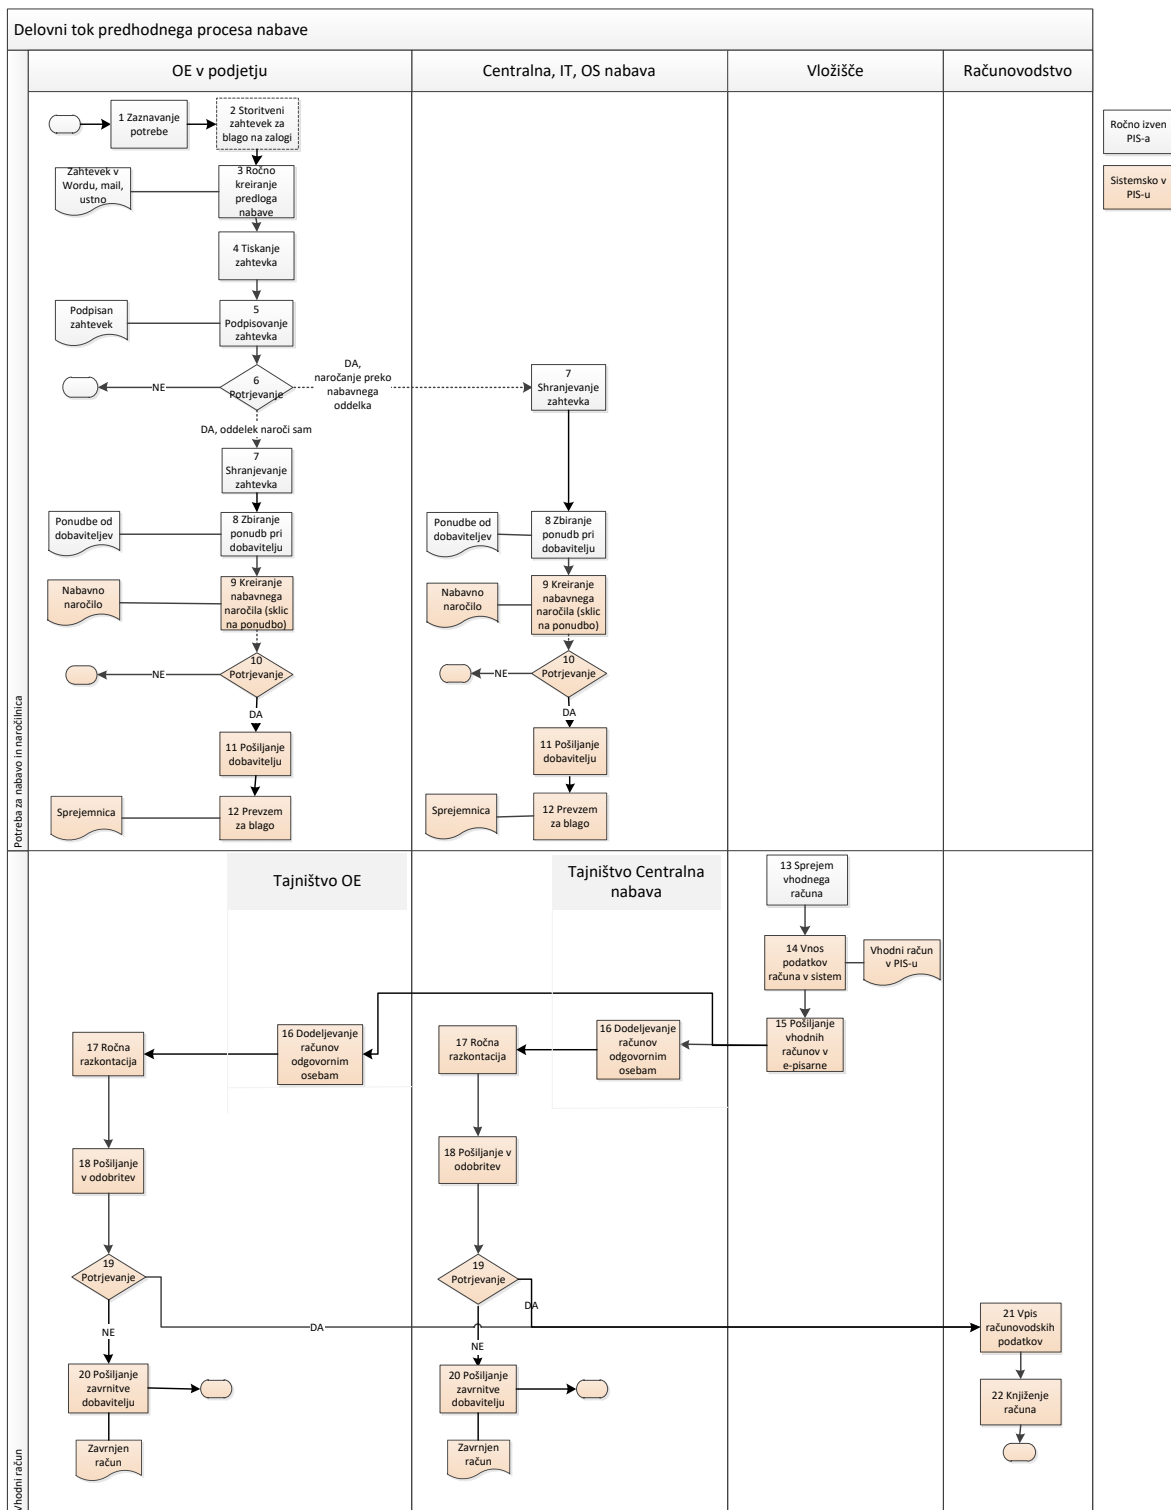 Delovni tok predhodnega procesa nabave
OE v podjetju
Centralna, IT, OS nabava
Vložišče
Računovodstvo
Potreba za nabavo in naročilnica
1 Zaznavanje
potrebe
2 Storitveni
zahtevek za
blago na zalogi
Ročno izven
PIS-a
Sistemsko v
PIS-u
Zahtevek v
Wordu, mail,
ustno
3 Ročno
kreiranje
predloga
nabave
4 Tiskanje
zahtevka
Podpisan
zahtevek
5
Podpisovanje
zahtevka
NE
6
Potrjevanje
DA,
naročanje preko
nabavnega
oddelka
7
Shranjevanje
zahtevka
DA, oddelek naroči sam
7
Shranjevanje
zahtevka
Ponudbe od
dobaviteljev
8 Zbiranje
ponudb pri
dobavitelju
Ponudbe od
dobaviteljev
8 Zbiranje
ponudb pri
dobavitelju
Nabavno
naročilo
9 Kreiranje
nabavnega
naročila (sklic
na ponudbo)
Nabavno
naročilo
9 Kreiranje
nabavnega
naročila (sklic
na ponudbo)
NE
10
Potrjevanje
NE
10
Potrjevanje
DA
DA
11 Pošiljanje
dobavitelju
11 Pošiljanje
dobavitelju
Sprejemnica
12 Prevzem
za blago
Sprejemnica
12 Prevzem
za blago
Vhodni račun
Tajništvo OE
Tajništvo Centralna
nabava
13 Sprejem
vhodnega
računa
14 Vnos
podatkov
računa v sistem
Vhodni račun
v PIS-u
15 Pošiljanje
vhodnih
računov v
e-pisarne
17 Ročna
razkontacija
16 Dodeljevanje
računov
odgovornim
osebam
17 Ročna
razkontacija
16 Dodeljevanje
računov
odgovornim
osebam
18 Pošiljanje
v odobritev
18 Pošiljanje v
odobritev
19
Potrjevanje
19
Potrjevanje
DA
DA
NE
NE
21 Vpis
računovodskih
podatkov
20 Pošiljanje
zavrnitve
dobavitelju
20 Pošiljanje
zavrnitve
dobavitelju
22 Knjiženje
računa
Zavrnjen
račun
Zavrnjen
račun